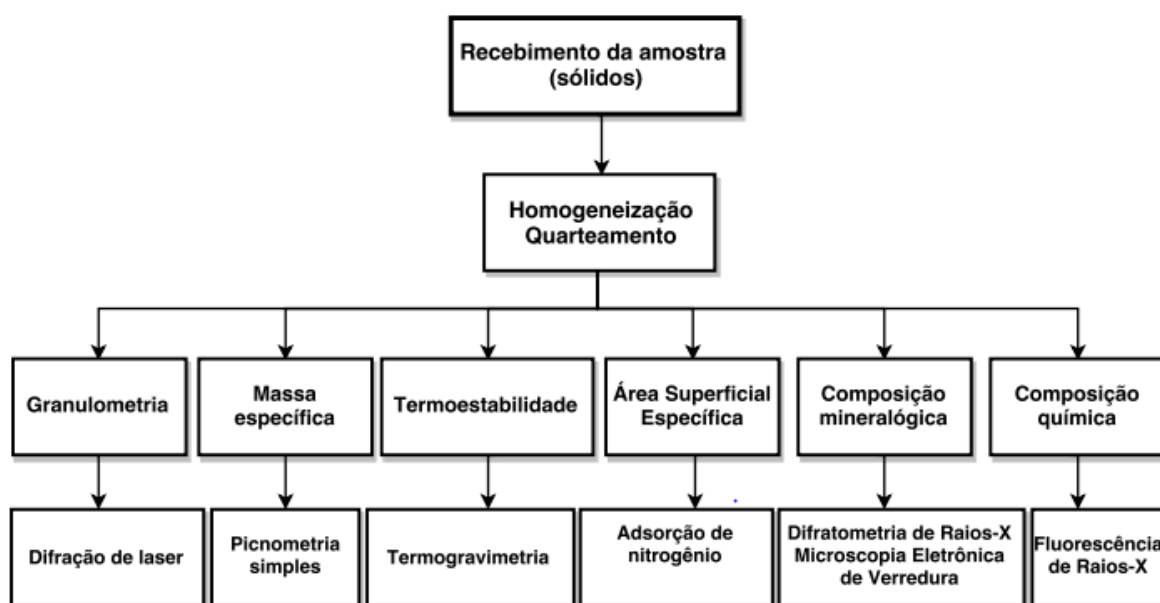 Recebimento da amostra
(sólidos)
Homogeneização
Quarteamento
Granulometria
Massa
específica
Termoestabilidade
Área Superficial
Específica
Composição
mineralógica
Composição
química
Difração de laser
Picnometria
simples
Termogravimetria
Adsorção de
nitrogênio
Difratometria de Raios-X
Microscopia Eletrônica
de Verredura
Fluorescência
de Raios-X